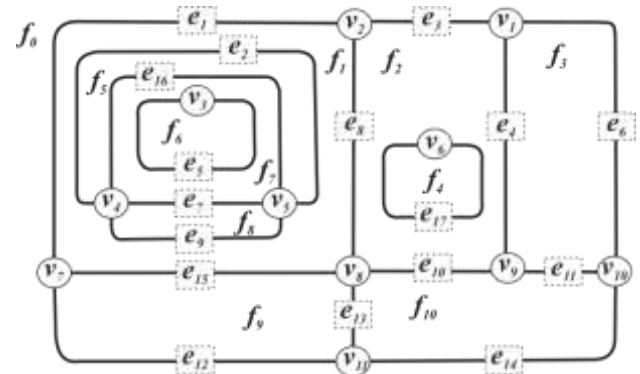 f0 e1 v2 e3 v1
e2 f1 f2 f3
f5 e16
v3
f6 e8 e4 e6
v6
e5 f7 f4
v4 e7 v5 e17
e9 f8
v7 e15 v8 e10 v9 e11 v10
f9 e13 f10
e12 v11 e14